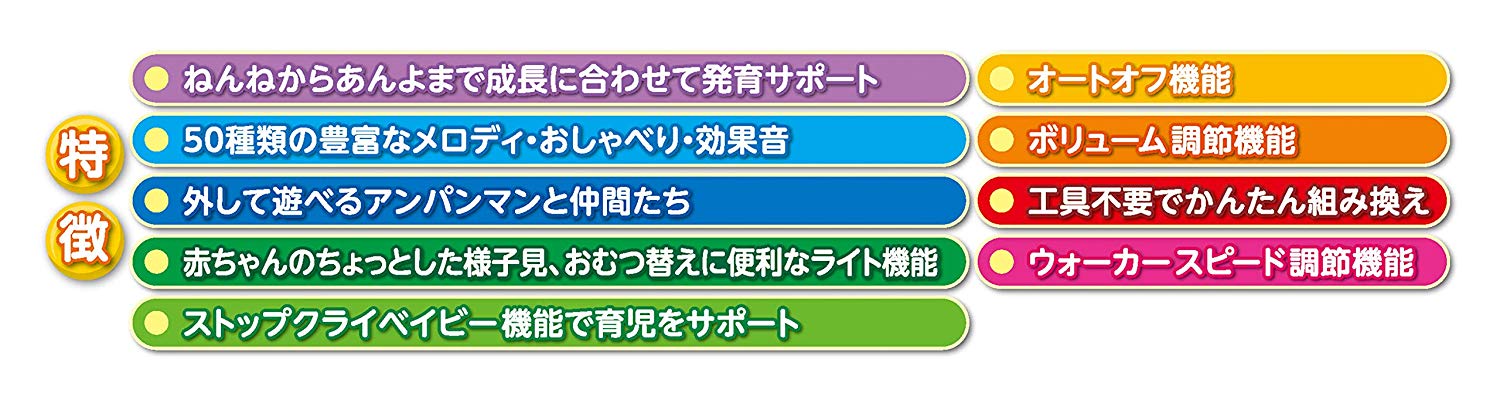 特徴
ねんねからあんよまで成長に合わせて発育サポート
50種類の豊富なメロディ・おしゃべり・効果音
外して遊べるアンパンマンと仲間たち
赤ちゃんのちょっとした様子見、おむつ替えに便利なライト機能
ストップクライベイビー機能で育児をサポート
オートオフ機能
ボリューム調節機能
工具不要でかんたん組み換え
ウォーカースピード調節機能